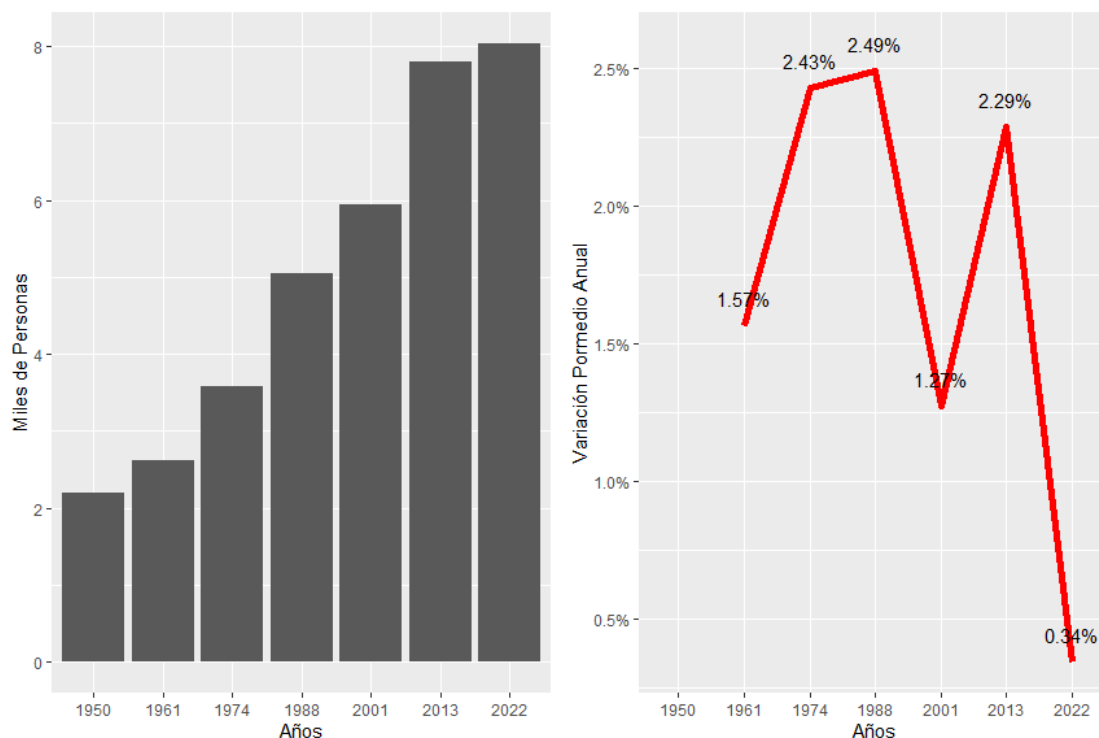 8
6
4
2
0
Miles de Personas
1950 1961 1974 1988 2001 2013 2022
Años
2.5%
2.0%
1.5%
1.0%
0.5%
Variación Pormedio Anual
1.57%
2.43%
2.49%
1.27%
2.29%
0.34%
1950 1961 1974 1988 2001 2013 2022
Años